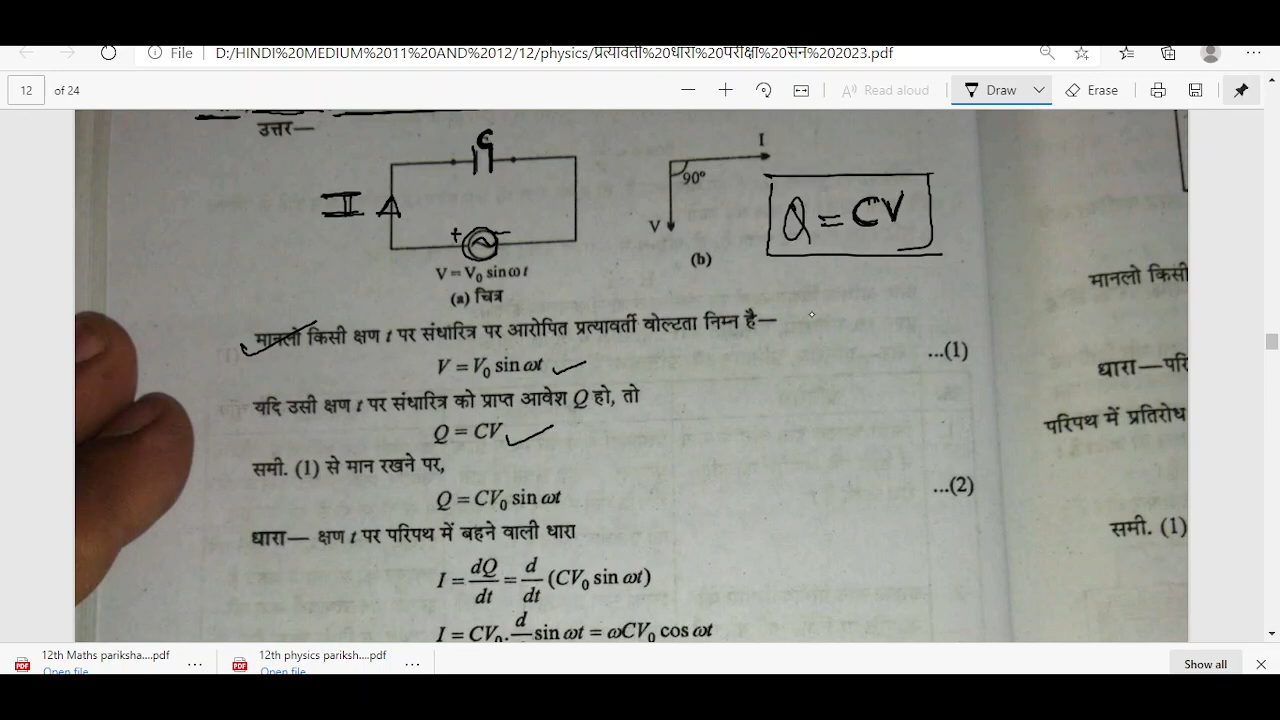 File D:/HINDI%20MEDIUM%2011%20AND%2012/12/physics/प्रत्यावर्ती%20धारा%20परीक्षा%20सन%202023.pdf
12 of 24
Read aloud
Draw
Erase
उत्तर—
C
I
I
90°
Q = CV
+ −
V
V = V₀ sin ωt
(b)
(a) चित्र
मानलो किसी
मानलो किसी क्षण t पर संधारित्र पर आरोपित प्रत्यावर्ती वोल्टता निम्न है—
V = V₀ sin ωt ...(1)
धारा—परि
यदि उसी क्षण t पर संधारित्र को प्राप्त आवेश Q हो, तो
परिपथ में प्रतिरोध
Q = CV
समी. (1) से मान रखने पर,
Q = CV₀ sin ωt ...(2)
समी. (1)
धारा— क्षण t पर परिपथ में बहने वाली धारा
I = dQ/dt = d/dt (CV₀ sin ωt)
I = CV₀. d/dt sin ωt = ωCV₀ cos ωt
12th Maths pariksha....pdf
Open file
12th physics pariksh....pdf
Open file
Show all